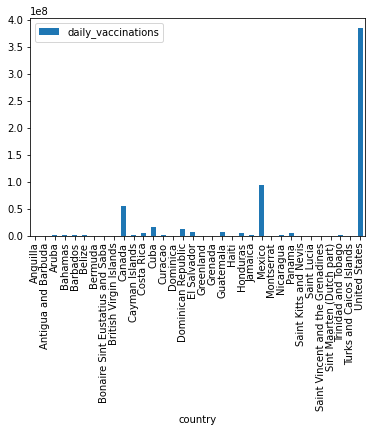 1e8
daily_vaccinations
4.0
3.5
3.0
2.5
2.0
1.5
1.0
0.5
0.0
Anguilla
Antigua and Barbuda
Aruba
Bahamas
Barbados
Belize
Bermuda
Bonaire Sint Eustatius and Saba
British Virgin Islands
Canada
Cayman Islands
Costa Rica
Cuba
Curacao
Dominica
Dominican Republic
El Salvador
Greenland
Grenada
Guatemala
Haiti
Honduras
Jamaica
Mexico
Montserrat
Nicaragua
Panama
Saint Kitts and Nevis
Saint Lucia
Saint Vincent and the Grenadines
Sint Maarten (Dutch part)
Trinidad and Tobago
Turks and Caicos Islands
United States
country